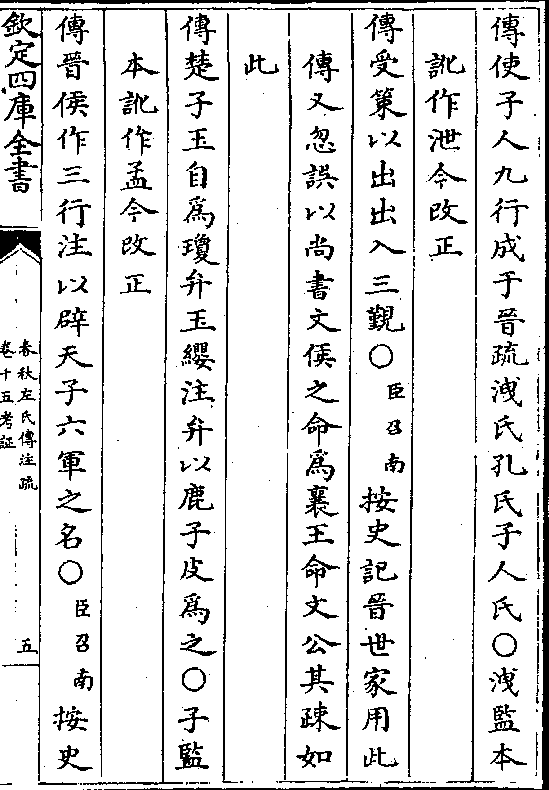 傳使子人九行成于晉疏洩氏孔氏子人氏○洩監本
訛作泄今改正
傳受策以出出入三覲○臣召南按史記晉世家用此
傳又忽誤以尚書文侯之命為襄王命文公其疎如
此
傳楚子玉自為瓊弁玉纓注弁以鹿子皮為之○子監
本訛作孟今改正
傳晉侯作三行注以辟天子六軍之名○臣召南按史
欽定四庫全書
春秋左氏傳注疏
卷十五考証
五